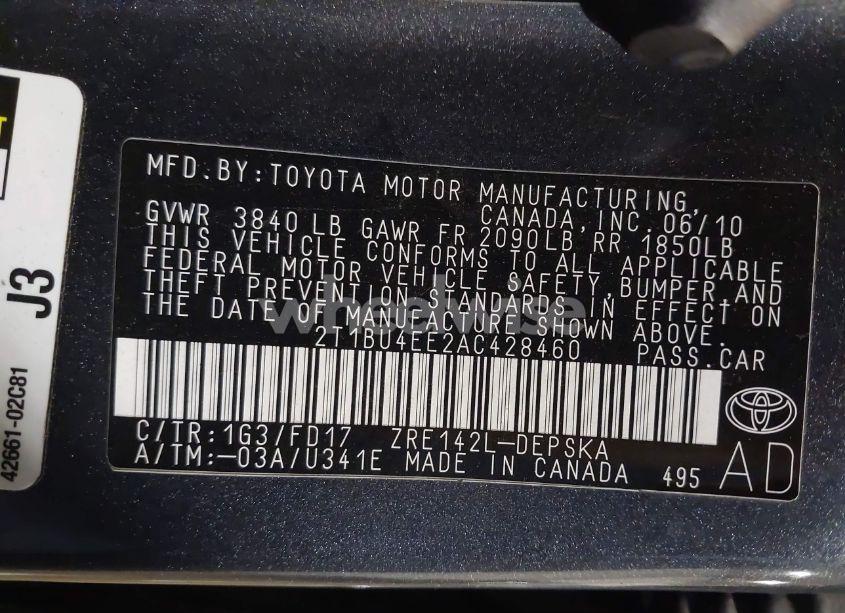 MFD. BY: TOYOTA MOTOR MANUFACTURING,
CANADA, INC. 06/10
GVWR 3840 LB GAWR FR 2090LB, RR 1850LB
THIS VEHICLE CONFORMS TO ALL APPLICABLE
FEDERAL MOTOR VEHICLE SAFETY, BUMPER, AND
THEFT PREVENTION STANDARDS IN EFFECT ON
THE DATE OF MANUFACTURE SHOWN ABOVE.
2T1BU4EE2AC428460 PASS. CAR
C/TR: 1G3/FD17 ZRE142L-DEPSKA
A/TM: -03A/U341E MADE IN CANADA 495
AD
J3
42661-02C81
wheelwise